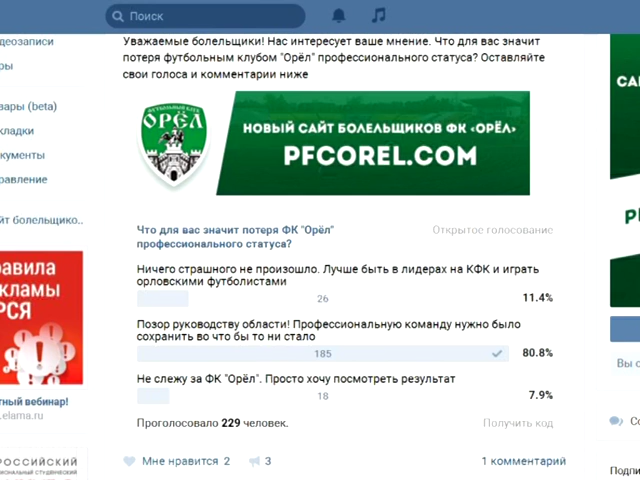 Поиск
Уважаемые болельщики! Нас интересует ваше мнение. Что для вас значит
потеря футбольным клубом "Орёл" профессионального статуса? Оставляйте
свои голоса и комментарии ниже
ФУТБОЛЬНЫЙ КЛУБ
ОРЁЛ
НОВЫЙ САЙТ БОЛЕЛЬЩИКОВ ФК «ОРЁЛ»
PFCOREL.COM
Что для вас значит потеря ФК "Орёл"
профессионального статуса?
Открытое голосование
Ничего страшного не произошло. Лучше быть в лидерах на КФК и играть
орловскими футболистами
26
11.4%
Позор руководству области! Профессиональную команду нужно было
сохранить во что бы то ни стало
185
80.8%
Не слежу за ФК "Орёл". Просто хочу посмотреть результат
18
7.9%
Проголосовало 229 человек.
Получить код
Мне нравится 2
3
1 комментарий
деозаписи
ры
вары (beta)
кладки
кументы
равление
йт болельщико..
равила
кламы
РСЯ
тный вебинар!
.elama.ru
РОССИЙСКИЙ
СТУДЕНЧЕСКИЙ
СА
Вы с
Со
Подпи